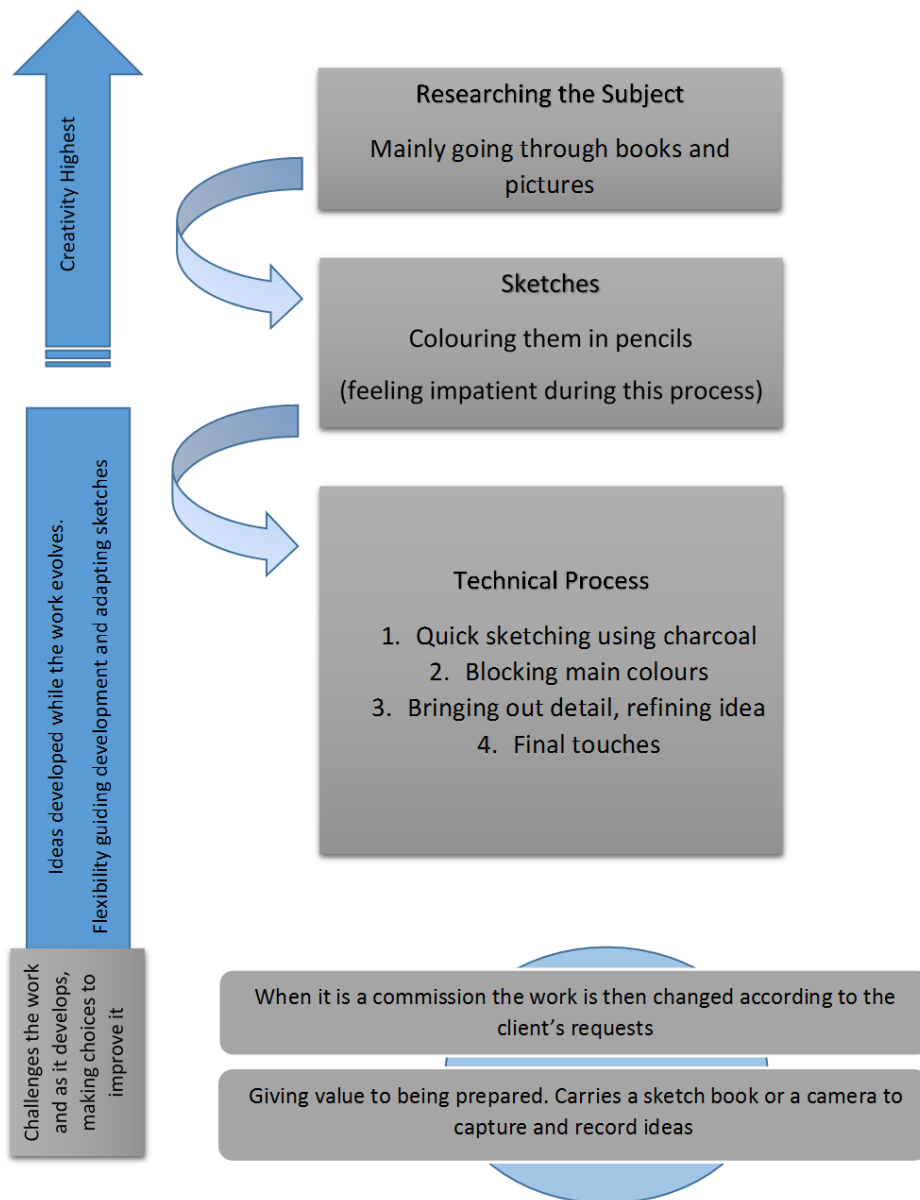 Creativity Highest
Researching the Subject
Mainly going through books and
pictures
Sketches
Colouring them in pencils
(feeling impatient during this process)
Ideas developed while the work evolves.
Flexibility guiding development and adapting sketches
Technical Process
1. Quick sketching using charcoal
2. Blocking main colours
3. Bringing out detail, refining idea
4. Final touches
Challenges the work
and as it develops,
making choices to
improve it
When it is a commission the work is then changed according to the
client’s requests
Giving value to being prepared. Carries a sketch book or a camera to
capture and record ideas